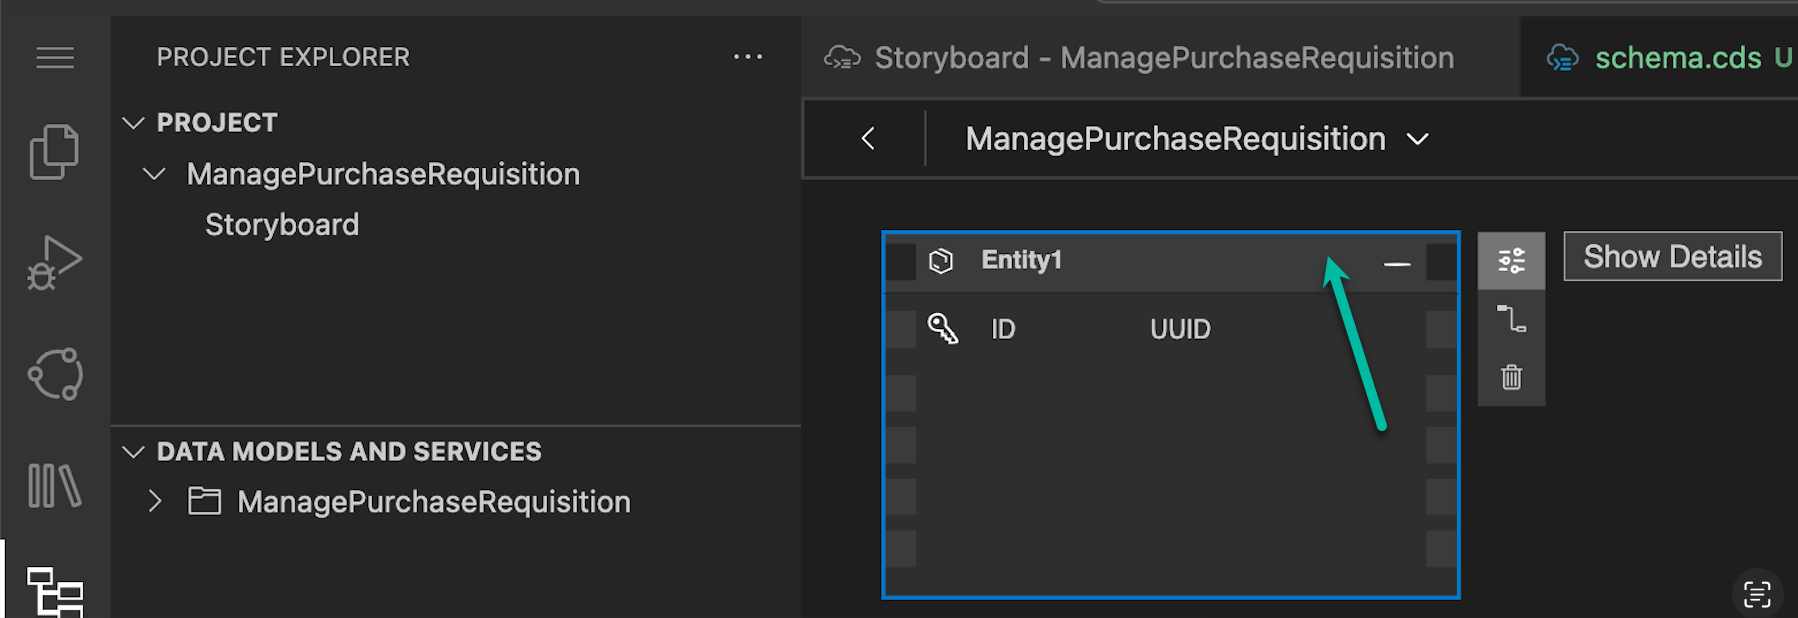 PROJECT EXPLORER
PROJECT
ManagePurchaseRequisition
Storyboard
DATA MODELS AND SERVICES
ManagePurchaseRequisition
Storyboard - ManagePurchaseRequisition
schema.cds U
ManagePurchaseRequisition
Entity1
ID UUID
Show Details